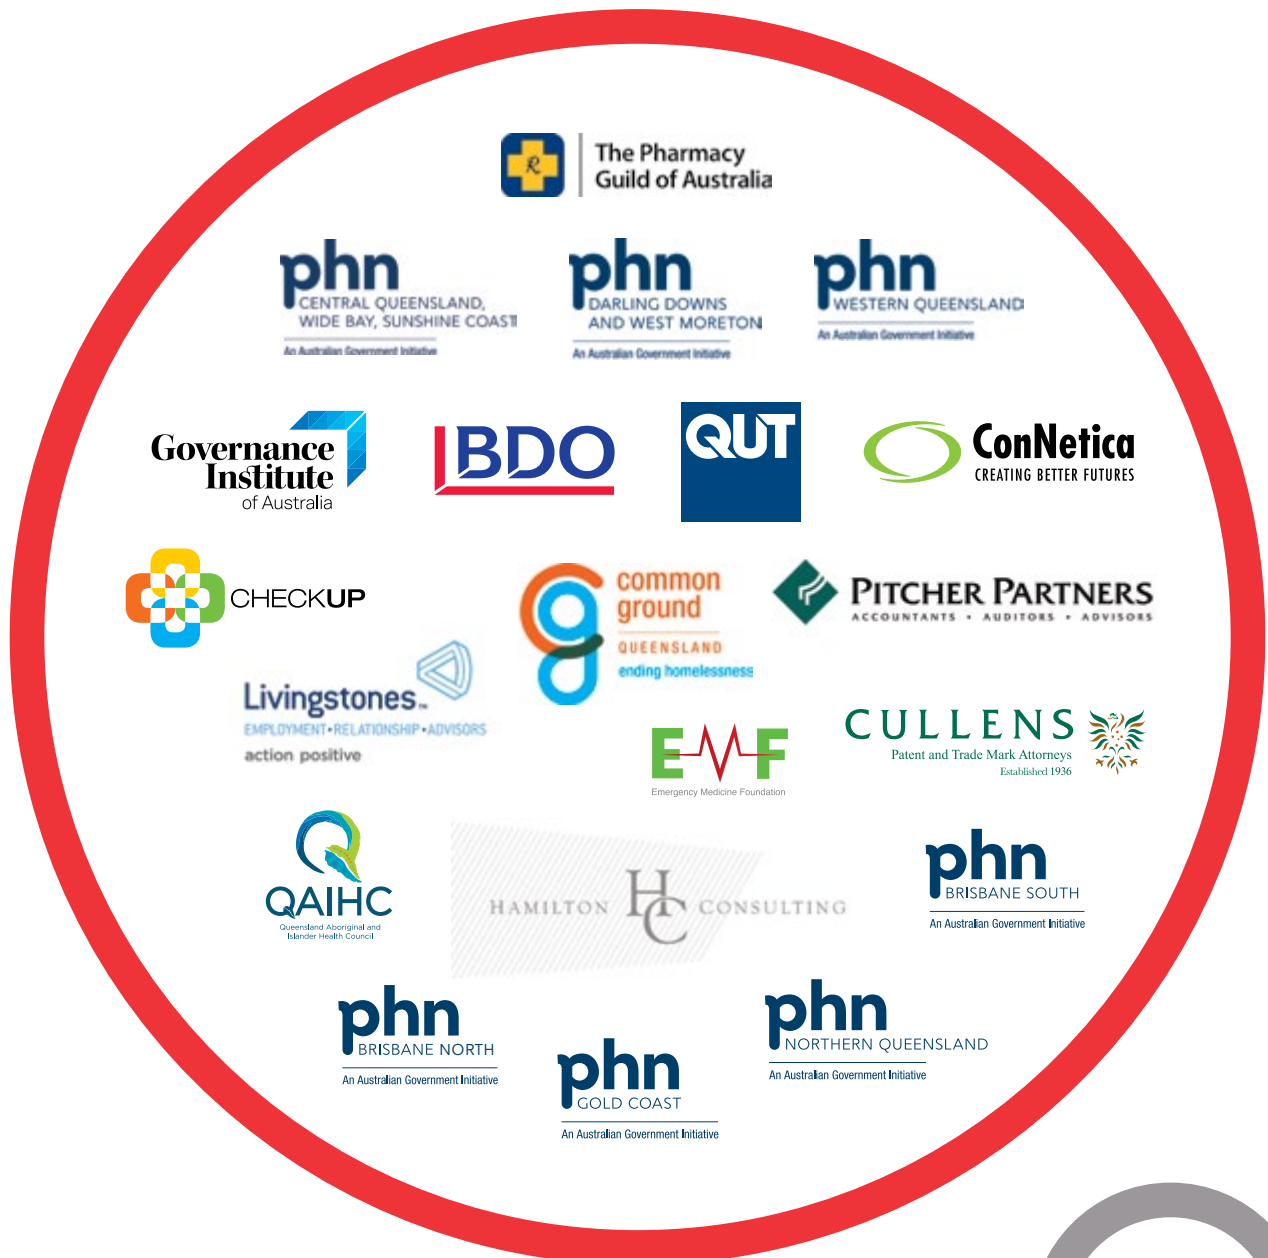 The Pharmacy
Guild of Australia
phn
CENTRAL QUEENSLAND,
WIDE BAY, SUNSHINE COAST
An Australian Government Initiative
phn
DARLING DOWNS
AND WEST MORETON
An Australian Government Initiative
phn
WESTERN QUEENSLAND
An Australian Government Initiative
Governance
Institute
of Australia
BDO
QUT
ConNetica
CREATING BETTER FUTURES
CHECKUP
cg
common
ground
QUEENSLAND
ending homelessness
PITCHER PARTNERS
ACCOUNTANTS • AUDITORS • ADVISORS
Livingstones™
EMPLOYMENT•RELATIONSHIP•ADVISORS
action positive
EMF
Emergency Medicine Foundation
CULLENS
Patent and Trade Mark Attorneys
Established 1936
QAIHC
Queensland Aboriginal and
Islander Health Council
HAMILTON HC CONSULTING
phn
BRISBANE SOUTH
An Australian Government Initiative
phn
BRISBANE NORTH
An Australian Government Initiative
phn
GOLD COAST
An Australian Government Initiative
phn
NORTHERN QUEENSLAND
An Australian Government Initiative